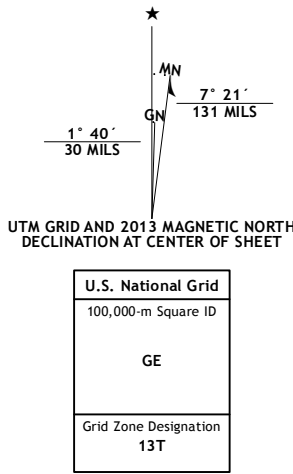 MN
GN
7° 21´
131 MILS
1° 40´
30 MILS
UTM GRID AND 2013 MAGNETIC NORTH
DECLINATION AT CENTER OF SHEET
U.S. National Grid
100,000-m Square ID
GE
Grid Zone Designation
13T